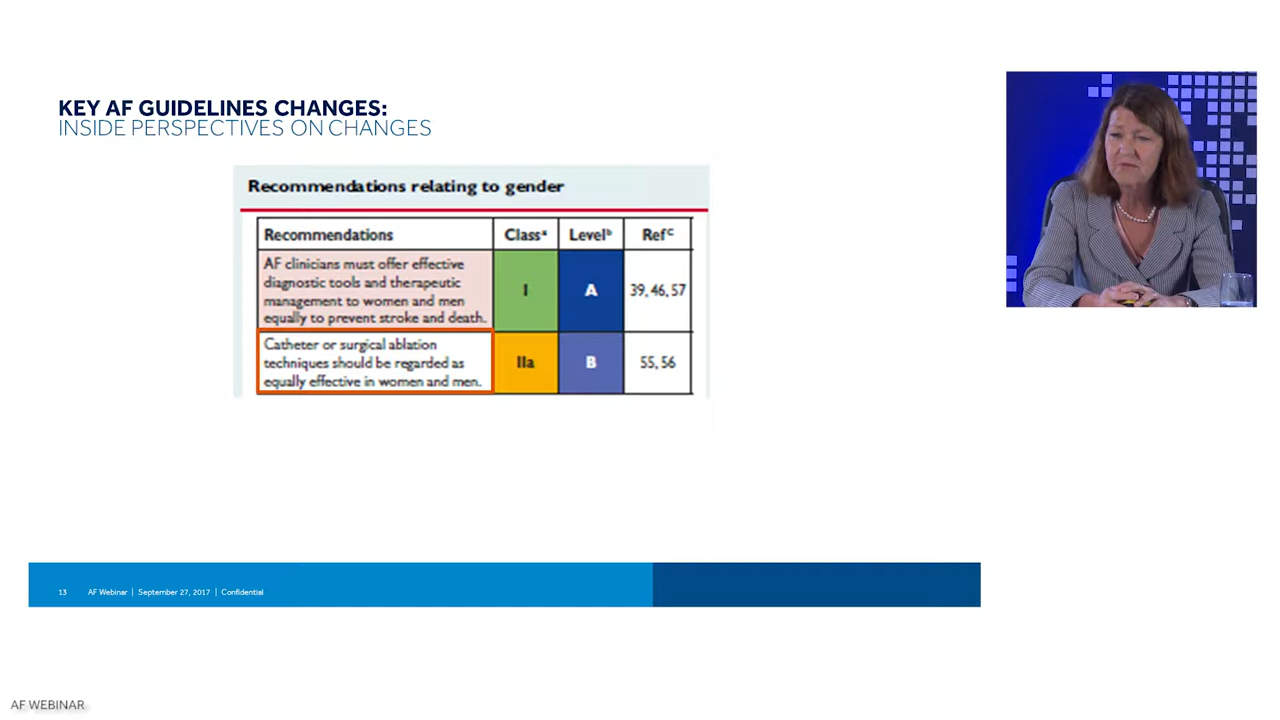 KEY AF GUIDELINES CHANGES:
INSIDE PERSPECTIVES ON CHANGES
Recommendations relating to gender
Recommendations Classᵃ Levelᵇ Refᶜ
AF clinicians must offer effective
diagnostic tools and therapeutic
management to women and men
equally to prevent stroke and death.
I A 39, 46, 57
Catheter or surgical ablation
techniques should be regarded as
equally effective in women and men.
IIa B 55, 56
13 AF Webinar | September 27, 2017 | Confidential
AF WEBINAR